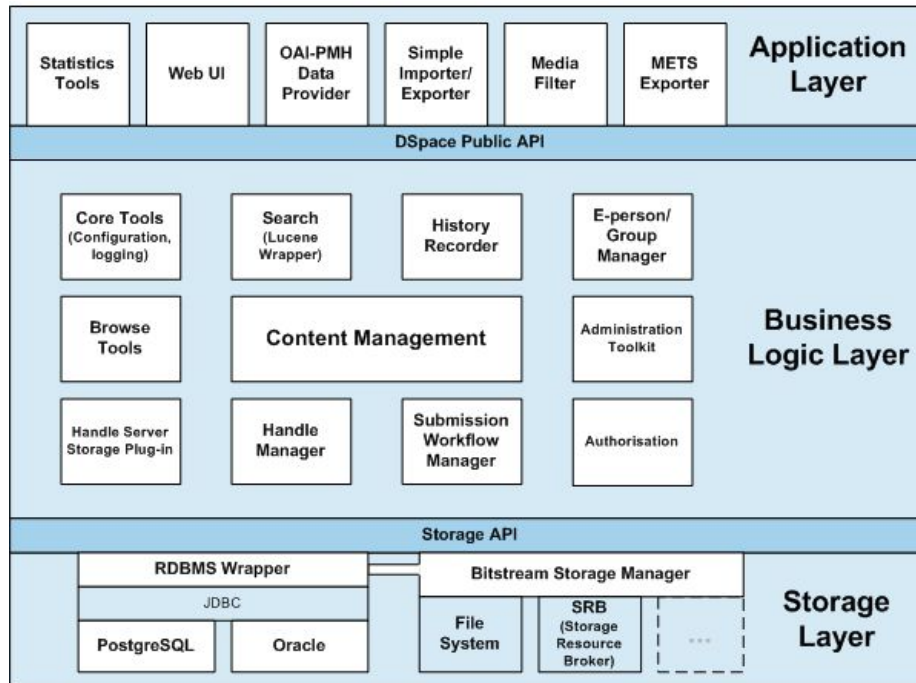 Statistics
Tools
Web UI
OAI-PMH
Data
Provider
Simple
Importer/
Exporter
Media
Filter
METS
Exporter
Application
Layer
DSpace Public API
Core Tools
(Configuration,
logging)
Search
(Lucene
Wrapper)
History
Recorder
E-person/
Group
Manager
Browse
Tools
Content Management
Administration
Toolkit
Business
Logic Layer
Handle Server
Storage Plug-in
Handle
Manager
Submission
Workflow
Manager
Authorisation
Storage API
RDBMS Wrapper
JDBC
PostgreSQL
Oracle
Bitstream Storage Manager
File
System
SRB
(Storage
Resource
Broker)
...
Storage
Layer